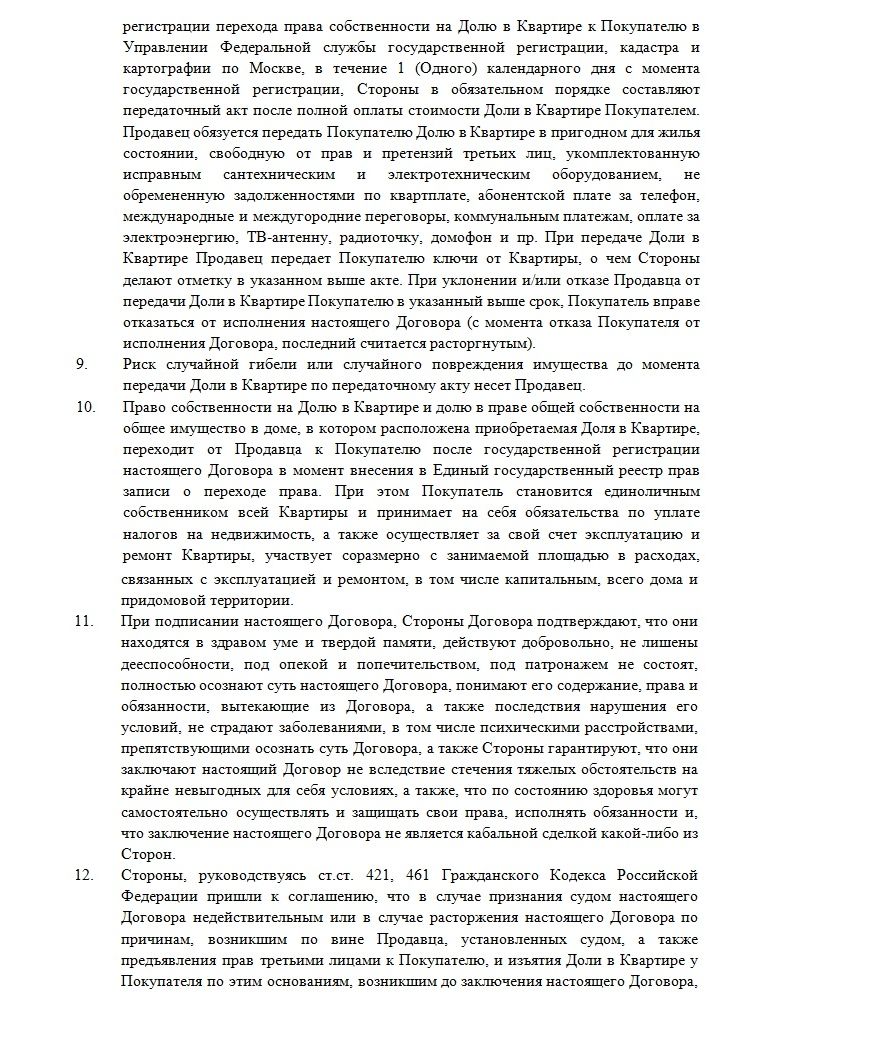 регистрации перехода права собственности на Долю в Квартире к Покупателю в
Управлении Федеральной службы государственной регистрации, кадастра и
картографии по Москве, в течение 1 (Одного) календарного дня с момента
государственной регистрации, Стороны в обязательном порядке составляют
передаточный акт после полной оплаты стоимости Доли в Квартире Покупателем.
Продавец обязуется передать Покупателю Долю в Квартире в пригодном для жилья
состоянии, свободную от прав и претензий третьих лиц, укомплектованную
исправным сантехническим и электротехническим оборудованием, не
обремененную задолженностями по квартплате, абонентской плате за телефон,
международные и междугородние переговоры, коммунальным платежам, оплате за
электроэнергию, ТВ-антенну, радиоточку, домофон и пр. При передаче Доли в
Квартире Продавец передает Покупателю ключи от Квартиры, о чем Стороны
делают отметку в указанном выше акте. При уклонении и/или отказе Продавца от
передачи Доли в Квартире Покупателю в указанный выше срок, Покупатель вправе
отказаться от исполнения настоящего Договора (с момента отказа Покупателя от
исполнения Договора, последний считается расторгнутым).
9. Риск случайной гибели или случайного повреждения имущества до момента
передачи Доли в Квартире по передаточному акту несет Продавец.
10. Право собственности на Долю в Квартире и долю в праве общей собственности на
общее имущество в доме, в котором расположена приобретаемая Доля в Квартире,
переходит от Продавца к Покупателю после государственной регистрации
настоящего Договора в момент внесения в Единый государственный реестр прав
записи о переходе права. При этом Покупатель становится единоличным
собственником всей Квартиры и принимает на себя обязательства по уплате
налогов на недвижимость, а также осуществляет за свой счет эксплуатацию и
ремонт Квартиры, участвует соразмерно с занимаемой площадью в расходах,
связанных с эксплуатацией и ремонтом, в том числе капитальным, всего дома и
придомовой территории.
11. При подписании настоящего Договора, Стороны Договора подтверждают, что они
находятся в здравом уме и твердой памяти, действуют добровольно, не лишены
дееспособности, под опекой и попечительством, под патронажем не состоят,
полностью осознают суть настоящего Договора, понимают его содержание, права и
обязанности, вытекающие из Договора, а также последствия нарушения его
условий, не страдают заболеваниями, в том числе психическими расстройствами,
препятствующими осознать суть Договора, а также Стороны гарантируют, что они
заключают настоящий Договор не вследствие стечения тяжелых обстоятельств на
крайне невыгодных для себя условиях, а также, что по состоянию здоровья могут
самостоятельно осуществлять и защищать свои права, исполнять обязанности и,
что заключение настоящего Договора не является кабальной сделкой какой-либо из
Сторон.
12. Стороны, руководствуясь ст.ст. 421, 461 Гражданского Кодекса Российской
Федерации пришли к соглашению, что в случае признания судом настоящего
Договора недействительным или в случае расторжения настоящего Договора по
причинам, возникшим по вине Продавца, установленных судом, а также
предъявления прав третьими лицами к Покупателю, и изъятия Доли в Квартире у
Покупателя по этим основаниям, возникшим до заключения настоящего Договора,